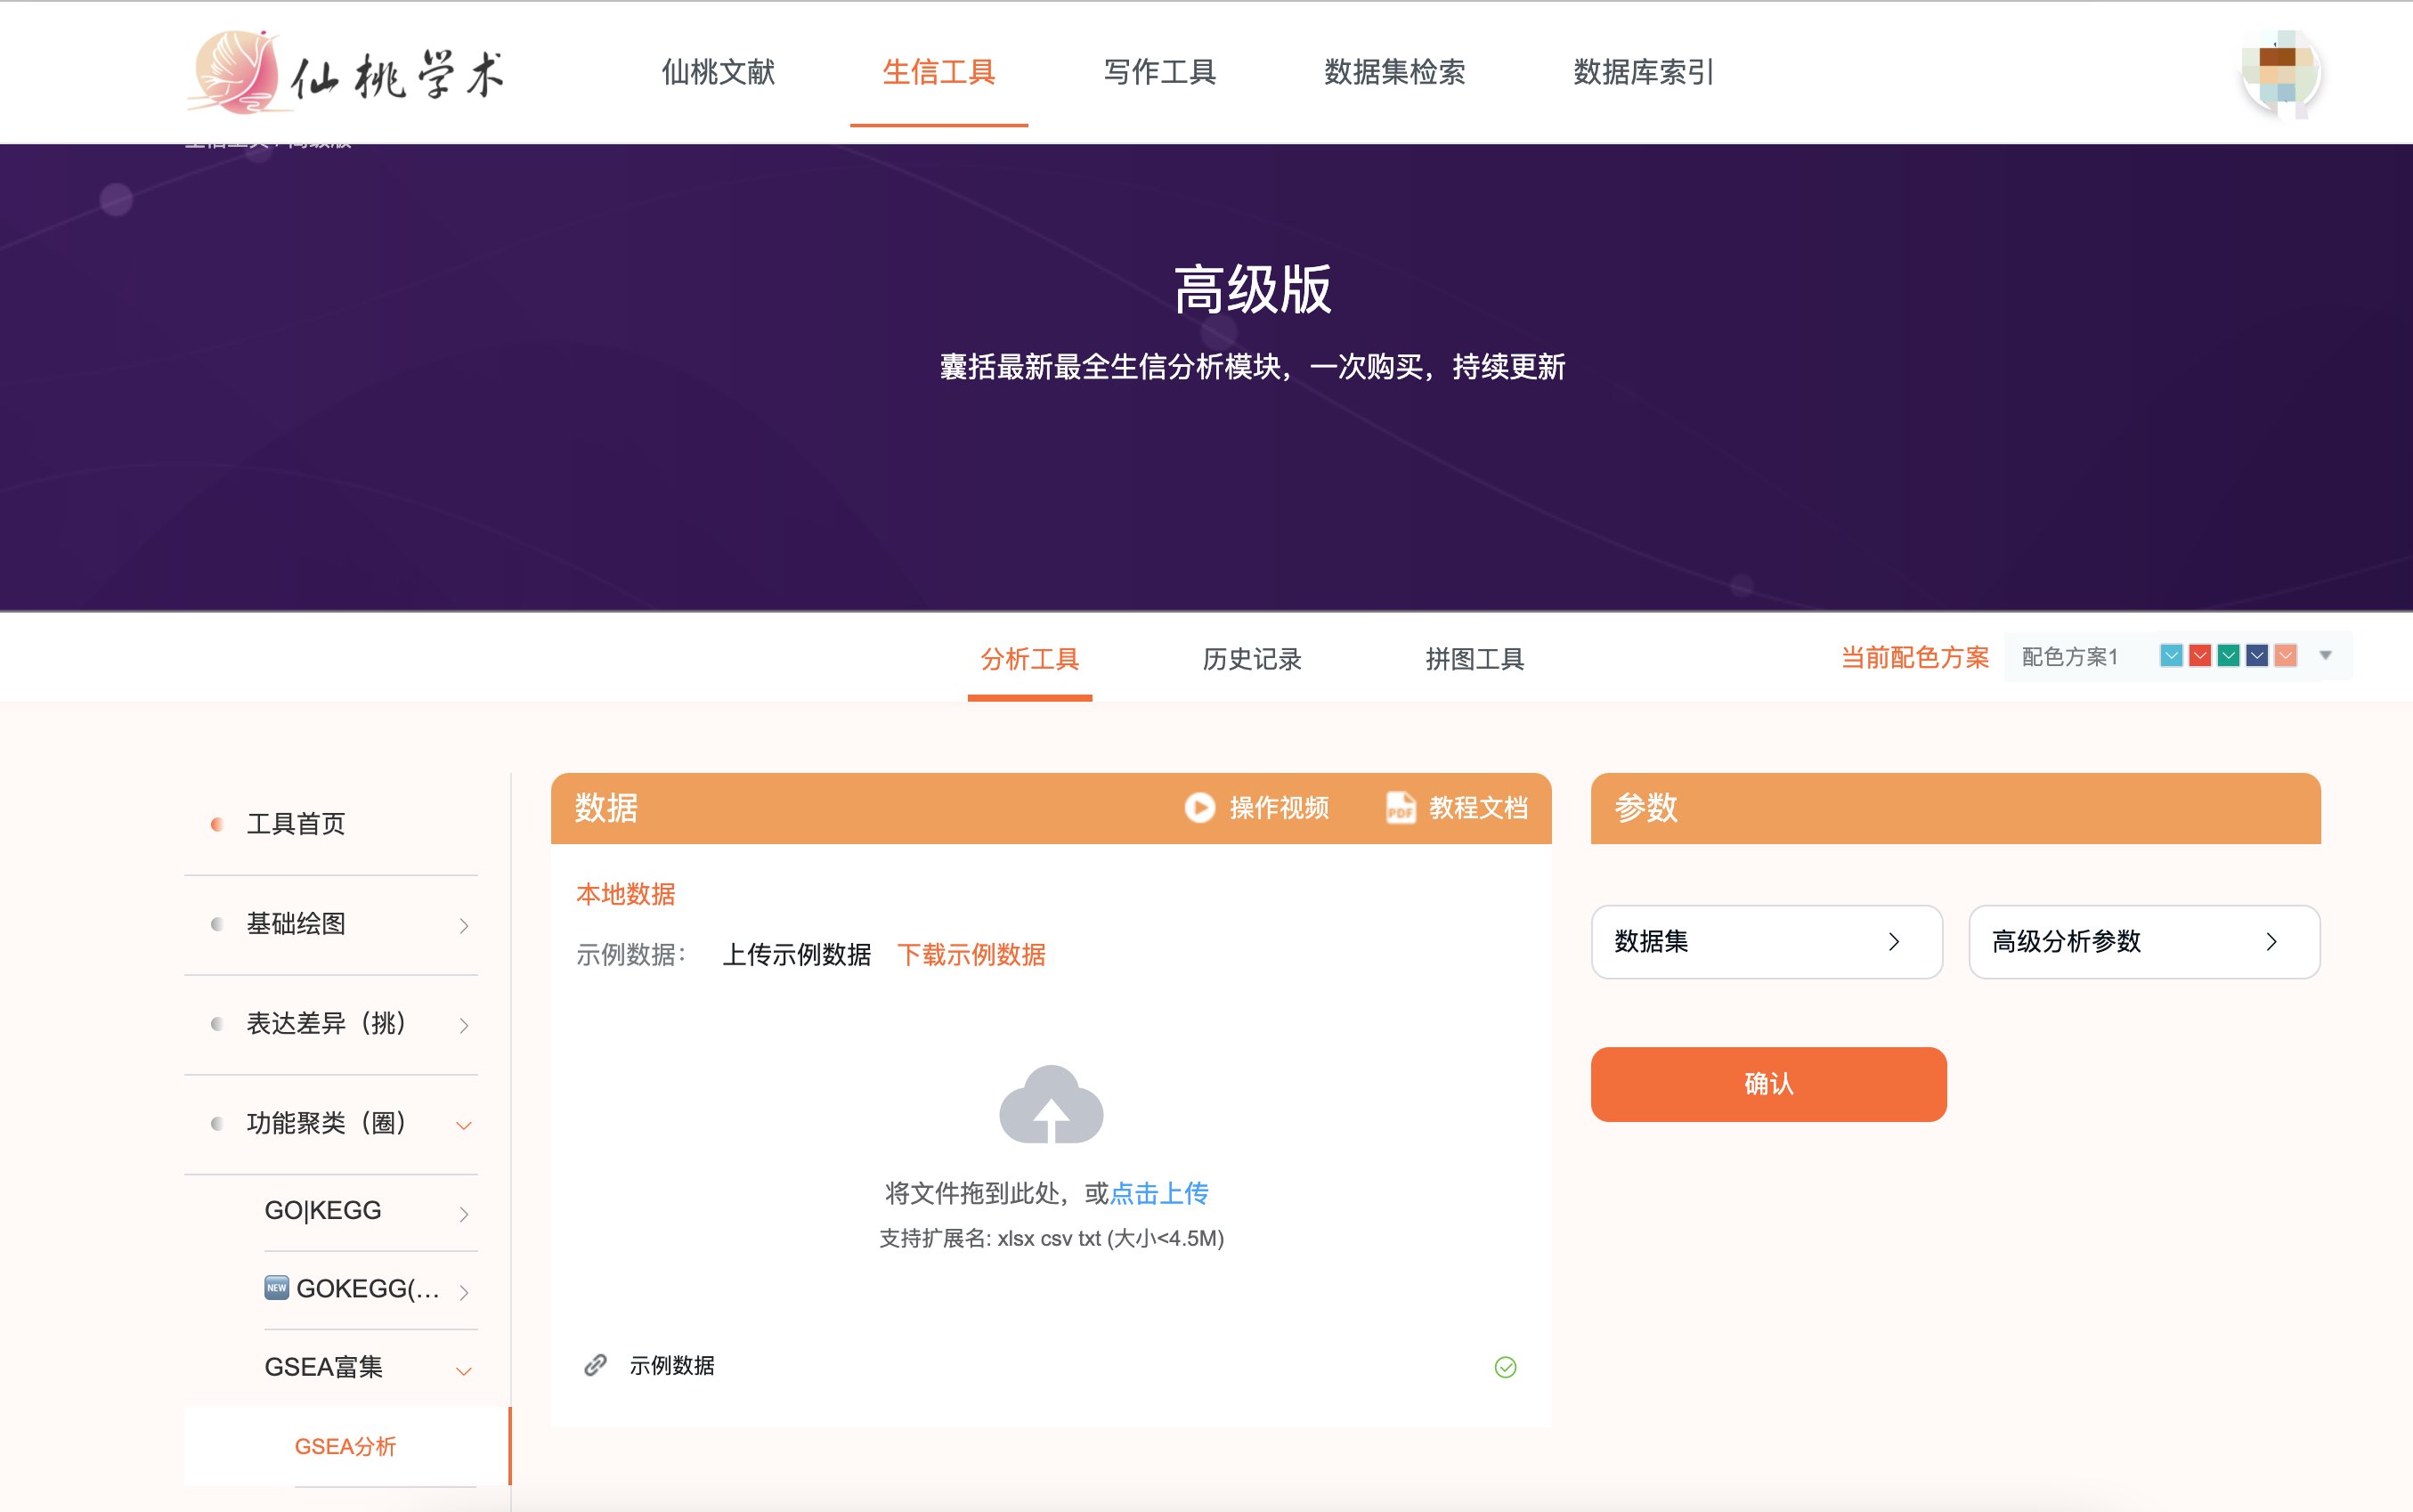 仙桃学术
仙桃文献
生信工具
写作工具
数据集检索
数据库索引
高级版
囊括最新最全生信分析模块，一次购买，持续更新
分析工具
历史记录
拼图工具
当前配色方案
配色方案1
工具首页
基础绘图
表达差异（挑）
功能聚类（圈）
GO|KEGG
NEW GOKEGG(...
GSEA富集
GSEA分析
数据
操作视频
PDF 教程文档
本地数据
示例数据： 上传示例数据 下载示例数据
将文件拖到此处，或点击上传
支持扩展名: xlsx csv txt (大小<4.5M)
示例数据
参数
数据集
高级分析参数
确认